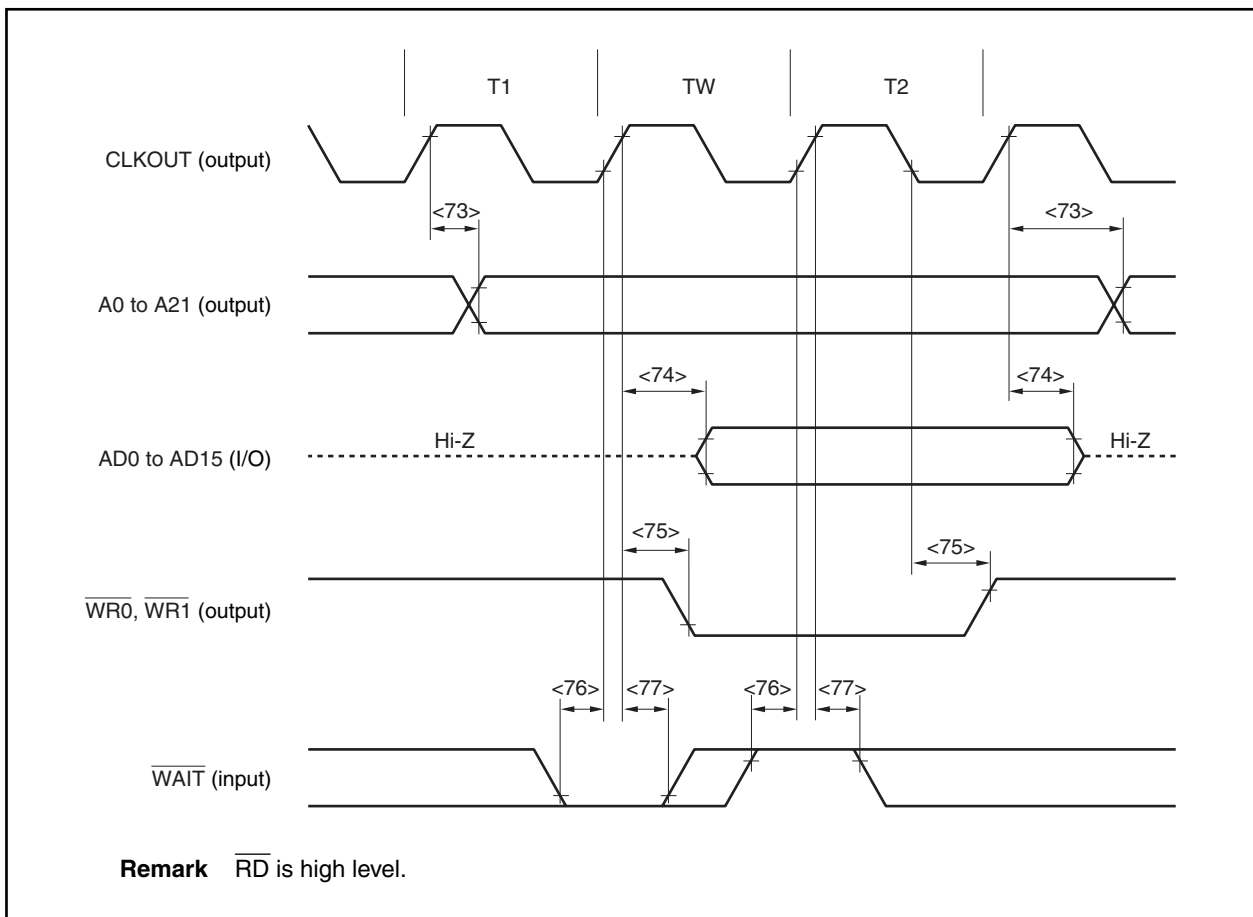 T1 TW T2
CLKOUT (output)
<73> <73>
A0 to A21 (output)
<74> <74>
Hi-Z Hi-Z
AD0 to AD15 (I/O)
<75> <75>
WR0, WR1 (output)
<76> <77> <76> <77>
WAIT (input)
Remark RD is high level.